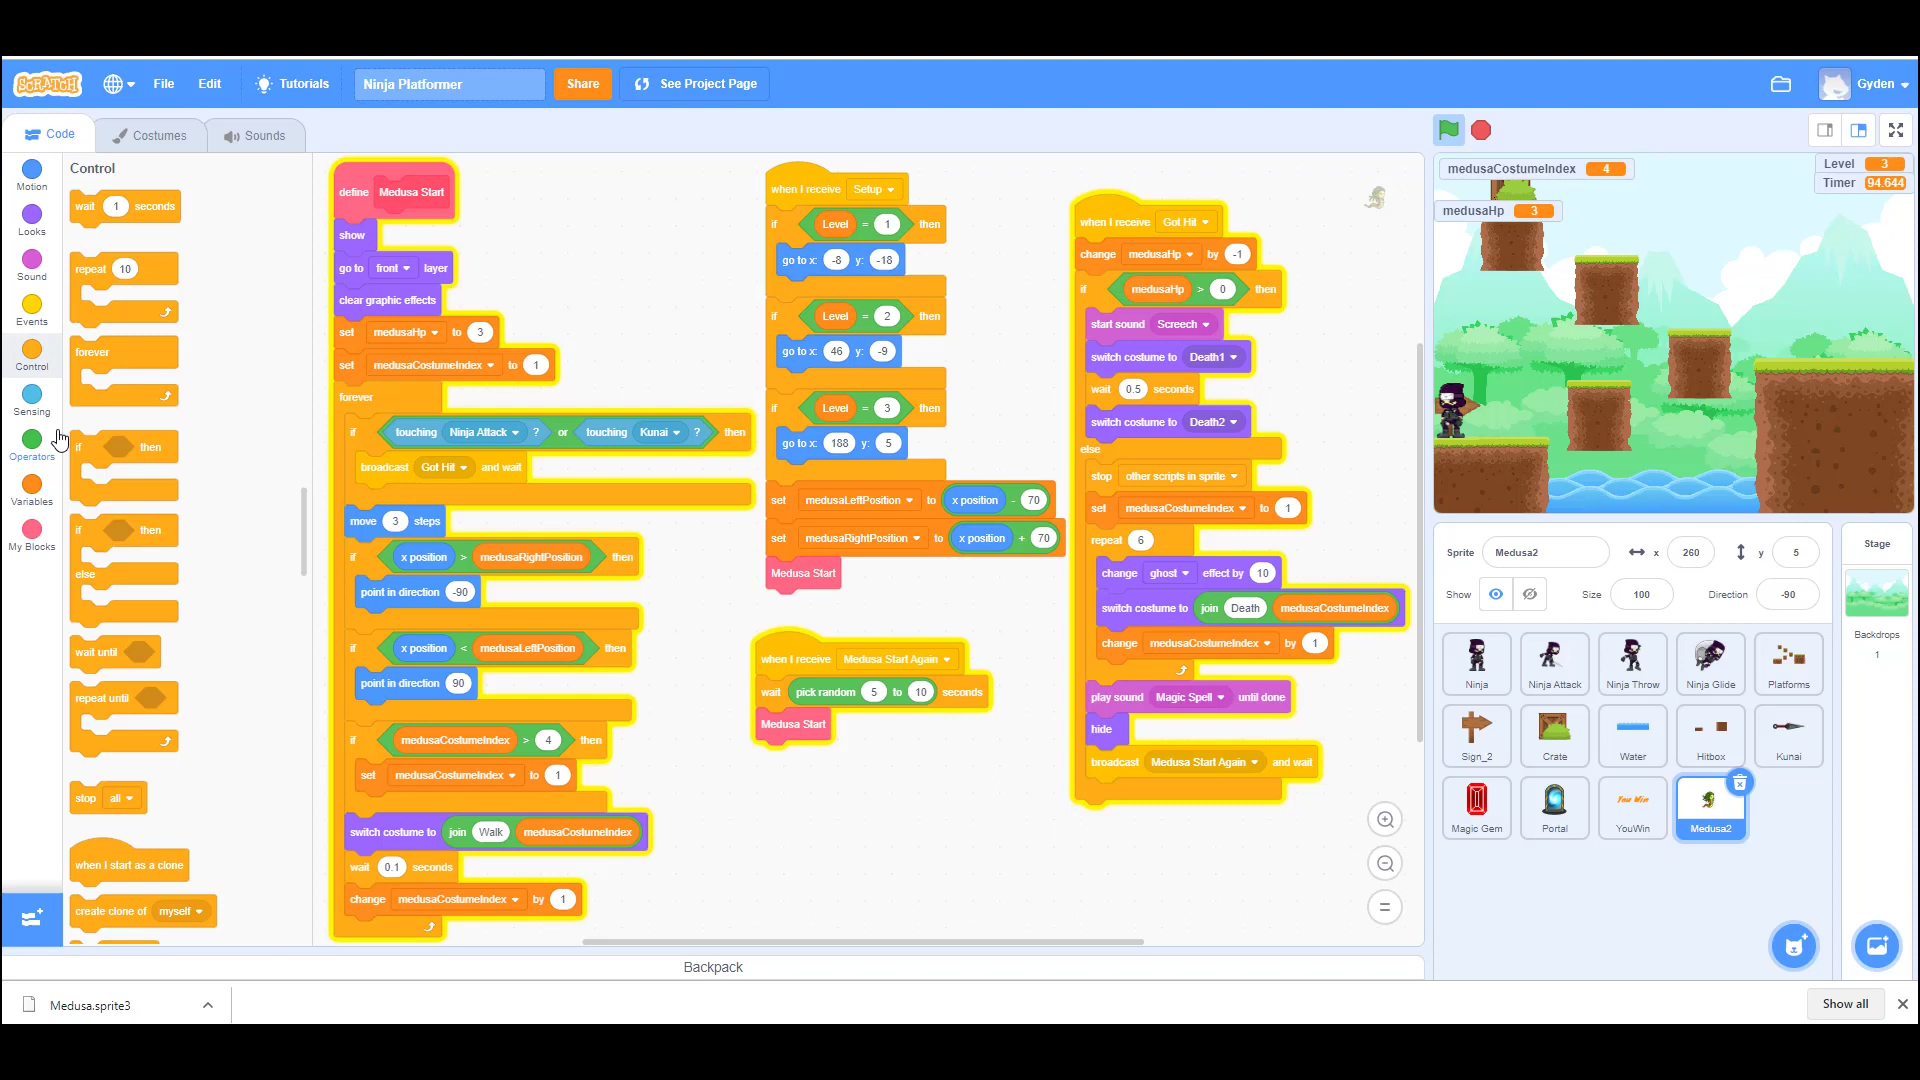 SCRATCH File Edit Tutorials Ninja Platformer Share See Project Page Gyden
Code Costumes Sounds
Motion
Looks
Sound
Events
Control
Sensing
Operators
Variables
My Blocks
Control
wait 1 seconds
repeat 10
forever
if then
if then
else
wait until
repeat until
stop all
when I start as a clone
create clone of myself
define Medusa Start
show
go to front layer
clear graphic effects
set medusaHp to 3
set medusaCostumeIndex to 1
forever
if touching Ninja Attack ? or touching Kunai ? then
broadcast Got Hit and wait
move 3 steps
if x position > medusaRightPosition then
point in direction -90
if x position < medusaLeftPosition then
point in direction 90
if medusaCostumeIndex > 4 then
set medusaCostumeIndex to 1
switch costume to join Walk medusaCostumeIndex
wait 0.1 seconds
change medusaCostumeIndex by 1
when I receive Setup
if Level = 1 then
go to x: -8 y: -18
if Level = 2 then
go to x: 46 y: -9
if Level = 3 then
go to x: 188 y: 5
set medusaLeftPosition to x position - 70
set medusaRightPosition to x position + 70
Medusa Start
when I receive Medusa Start Again
wait pick random 5 to 10 seconds
Medusa Start
when I receive Got Hit
change medusaHp by -1
if medusaHp > 0 then
start sound Screech
switch costume to Death1
wait 0.5 seconds
switch costume to Death2
else
stop other scripts in sprite
set medusaCostumeIndex to 1
repeat 6
change ghost effect by 10
switch costume to join Death medusaCostumeIndex
change medusaCostumeIndex by 1
play sound Magic Spell until done
hide
broadcast Medusa Start Again and wait
medusaCostumeIndex 4
medusaHp 3
Level 3
Timer 94.644
Sprite Medusa2 x 260 y 5
Show Size 100 Direction -90
Ninja Ninja Attack Ninja Throw Ninja Glide Platforms
Sign_2 Crate Water Hitbox Kunai
You Win
Magic Gem Portal YouWin Medusa2
Stage
Backdrops
1
Backpack
Medusa.sprite3
Show all